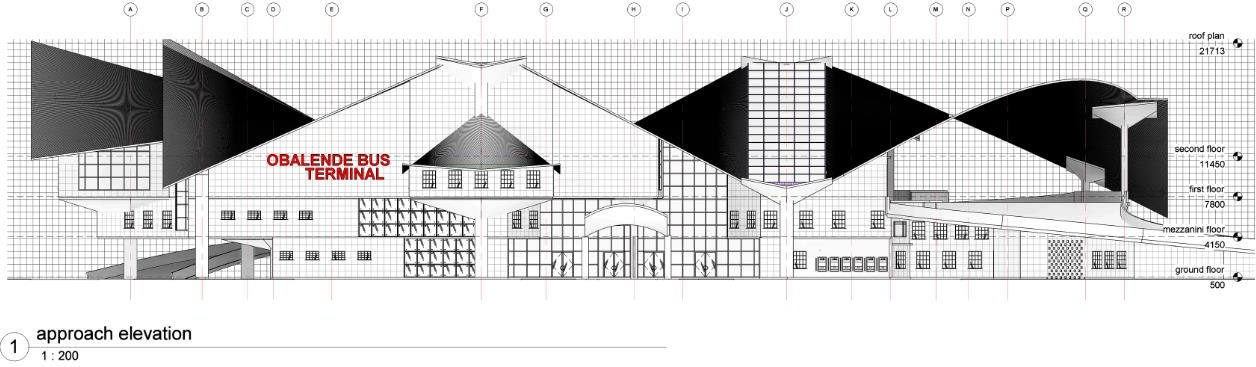 A B C D E F G H I J K L M N P Q R
roof plan
21713
OBALENDE BUS
TERMINAL
second floor
11450
first floor
7800
mezzanini floor
4150
ground floor
500
1 approach elevation
1 : 200